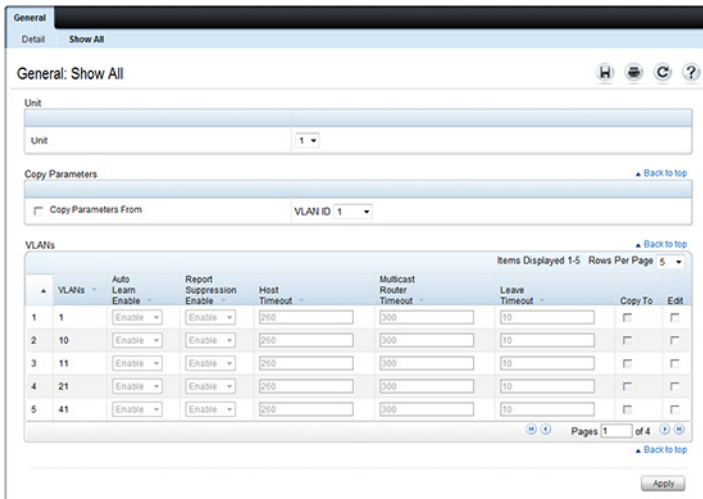 General
Detail Show All
General: Show All
Unit
Unit 1
Copy Parameters Back to top
Copy Parameters From VLAN ID 1
VLANs Back to top
Items Displayed 1-5 Rows Per Page 5
VLANs Auto Learn Enable Report Suppression Enable Host Timeout Multicast Router Timeout Leave Timeout Copy To Edit
1 1 Enable Enable 260 300 10
2 10 Enable Enable 260 300 10
3 11 Enable Enable 260 300 10
4 21 Enable Enable 260 300 10
5 41 Enable Enable 260 300 10
Pages 1 of 4
Back to top
Apply